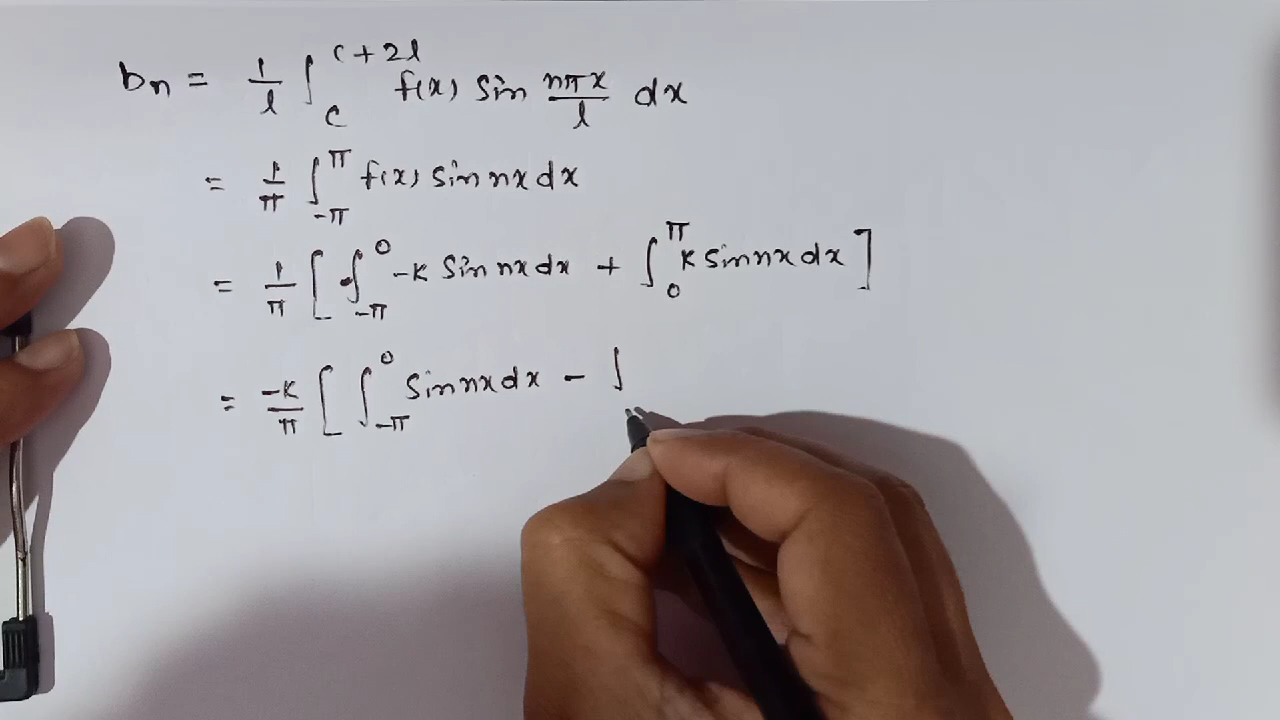 bn = 1/l ∫_c^{c+2l} f(x) sin nπx/l dx
= 1/π ∫_{-π}^{π} f(x) sin nx dx
= 1/π [ ∫_{-π}^{0} -K sin nx dx + ∫_0^{π} K sin nx dx ]
= -K/π [ ∫_{-π}^{0} sin nx dx - ∫